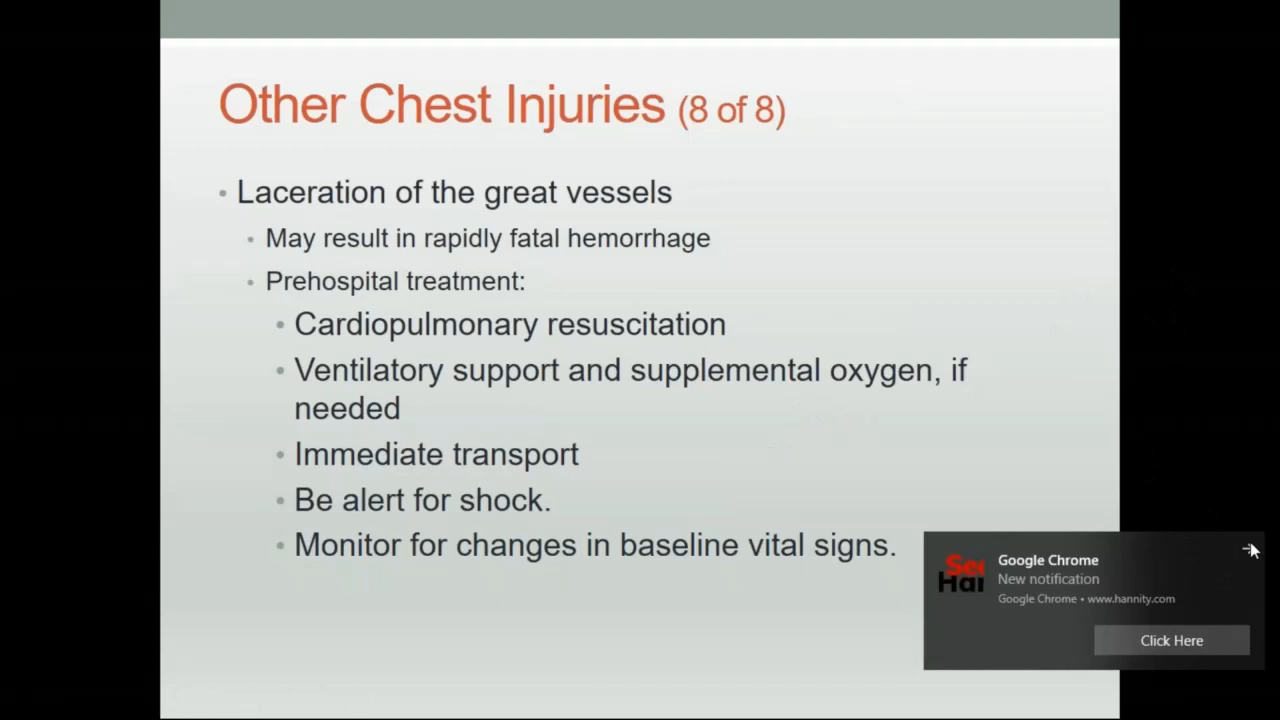 Other Chest Injuries (8 of 8)
• Laceration of the great vessels
• May result in rapidly fatal hemorrhage
• Prehospital treatment:
• Cardiopulmonary resuscitation
• Ventilatory support and supplemental oxygen, if
needed
• Immediate transport
• Be alert for shock.
• Monitor for changes in baseline vital signs.
Google Chrome
New notification
Google Chrome • www.hannity.com
Click Here